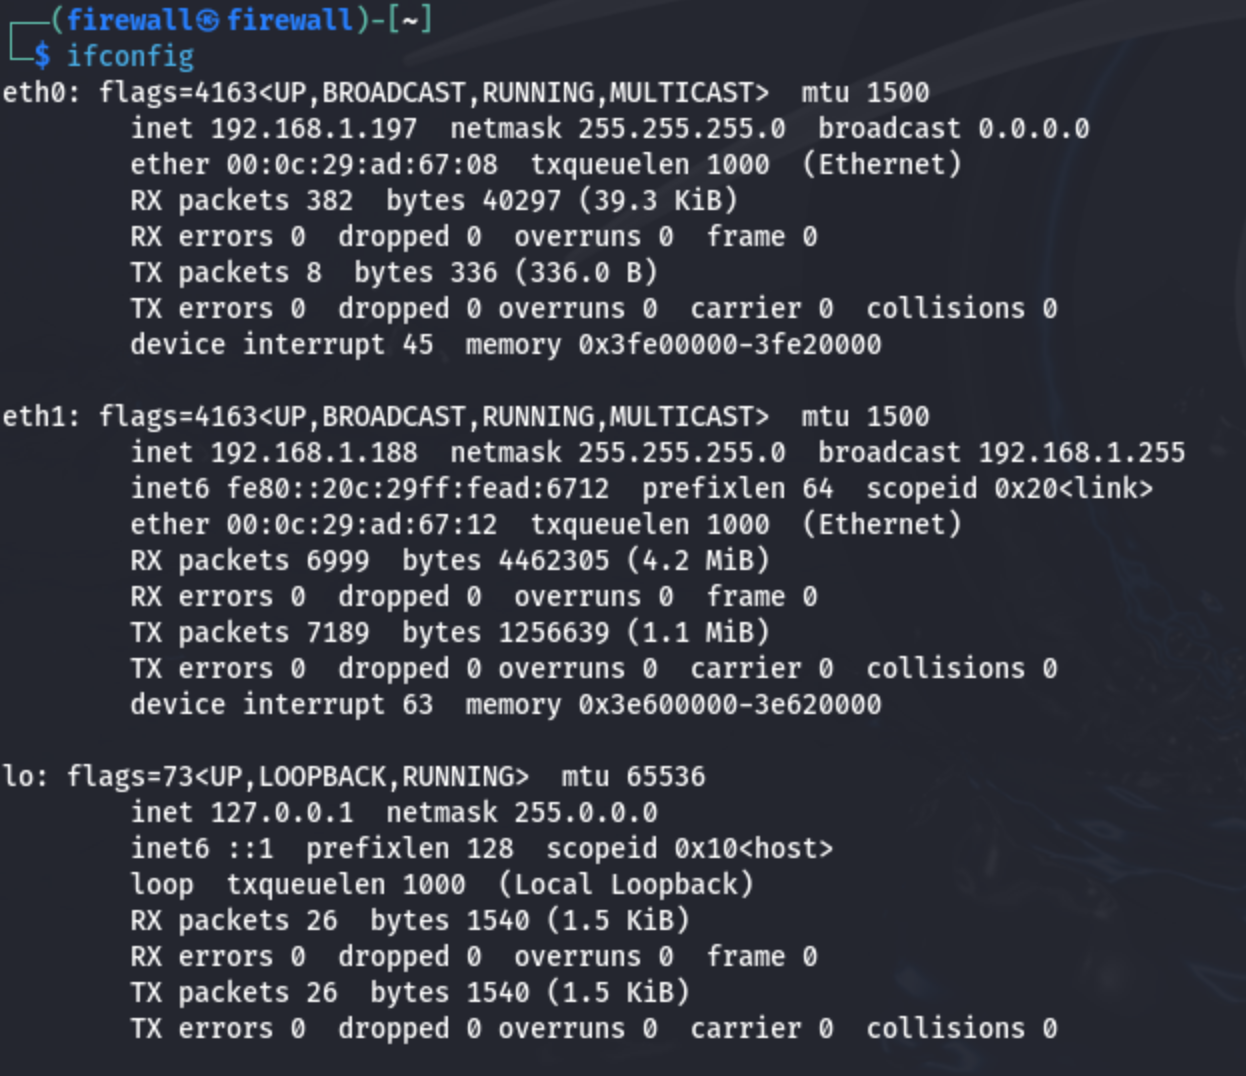 ┌──(firewall㉿firewall)-[~]
└─$ ifconfig
eth0: flags=4163<UP,BROADCAST,RUNNING,MULTICAST>  mtu 1500
        inet 192.168.1.197  netmask 255.255.255.0  broadcast 0.0.0.0
        ether 00:0c:29:ad:67:08  txqueuelen 1000  (Ethernet)
        RX packets 382  bytes 40297 (39.3 KiB)
        RX errors 0  dropped 0  overruns 0  frame 0
        TX packets 8  bytes 336 (336.0 B)
        TX errors 0  dropped 0 overruns 0  carrier 0  collisions 0
        device interrupt 45  memory 0x3fe00000-3fe20000

eth1: flags=4163<UP,BROADCAST,RUNNING,MULTICAST>  mtu 1500
        inet 192.168.1.188  netmask 255.255.255.0  broadcast 192.168.1.255
        inet6 fe80::20c:29ff:fead:6712  prefixlen 64  scopeid 0x20<link>
        ether 00:0c:29:ad:67:12  txqueuelen 1000  (Ethernet)
        RX packets 6999  bytes 4462305 (4.2 MiB)
        RX errors 0  dropped 0  overruns 0  frame 0
        TX packets 7189  bytes 1256639 (1.1 MiB)
        TX errors 0  dropped 0 overruns 0  carrier 0  collisions 0
        device interrupt 63  memory 0x3e600000-3e620000

lo: flags=73<UP,LOOPBACK,RUNNING>  mtu 65536
        inet 127.0.0.1  netmask 255.0.0.0
        inet6 ::1  prefixlen 128  scopeid 0x10<host>
        loop  txqueuelen 1000  (Local Loopback)
        RX packets 26  bytes 1540 (1.5 KiB)
        RX errors 0  dropped 0  overruns 0  frame 0
        TX packets 26  bytes 1540 (1.5 KiB)
        TX errors 0  dropped 0 overruns 0  carrier 0  collisions 0